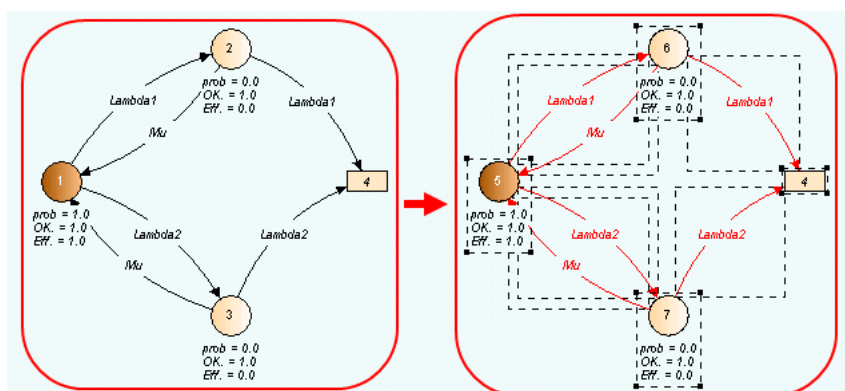 2
prob = 0.0
OK. = 1.0
Eff. = 0.0
Lambda1
Lambda1
Mu
1
4
prob = 1.0
OK. = 1.0
Eff. = 1.0
Lambda2
Lambda2
Mu
3
prob = 0.0
OK. = 1.0
Eff. = 0.0
6
prob = 0.0
OK. = 1.0
Eff. = 0.0
Lambda1
Lambda1
Mu
5
4
prob = 1.0
OK. = 1.0
Eff. = 1.0
Lambda2
Lambda2
Mu
7
prob = 0.0
OK. = 1.0
Eff. = 0.0